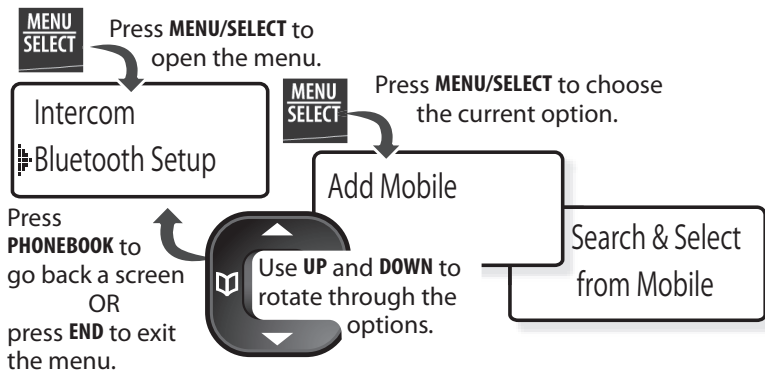 MENU
SELECT
Press MENU/SELECT to
open the menu.
Intercom
Bluetooth Setup
MENU
SELECT
Press MENU/SELECT to choose
the current option.
Add Mobile
Search & Select
from Mobile
Press
PHONEBOOK to
go back a screen
OR
press END to exit
the menu.
Use UP and DOWN to
rotate through the
options.